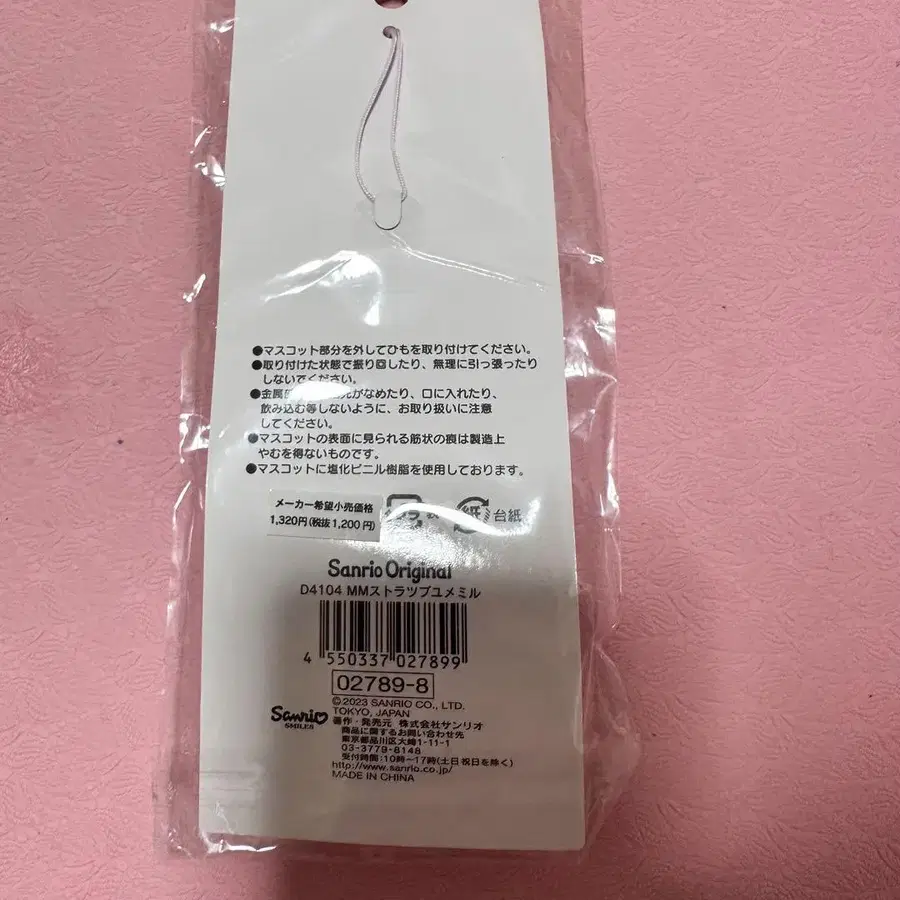 ●マスコット部分を外してひもを取り付けてください。
●取り付けた状態で振り回したり、無理に引っ張ったり
しないでください。
●金属 がなめたり、口に入れたり、
飲み込む等しないように、お取り扱いに注意
してください。
●マスコットの表面に見られる筋状の痕は製造上
やむを得ないものです。
●マスコットに塩化ビニル樹脂を使用しております。
メーカー希望小売価格
1,320円(税抜1,200円)
紙 台紙
Sanrio Original
D4104 MMストラツプユメミル
4 550337 027899
02789-8
©2023 SANRIO CO., LTD.
TOKYO, JAPAN
Sanrio
SMILES
著作・発売元 株式会社サンリオ
商品に関するお問い合わせ先
東京都品川区大崎1-11-1
03-3779-8148
受付時間:10時~17時(土日祝日を除く)
http://www.sanrio.co.jp/
MADE IN CHINA